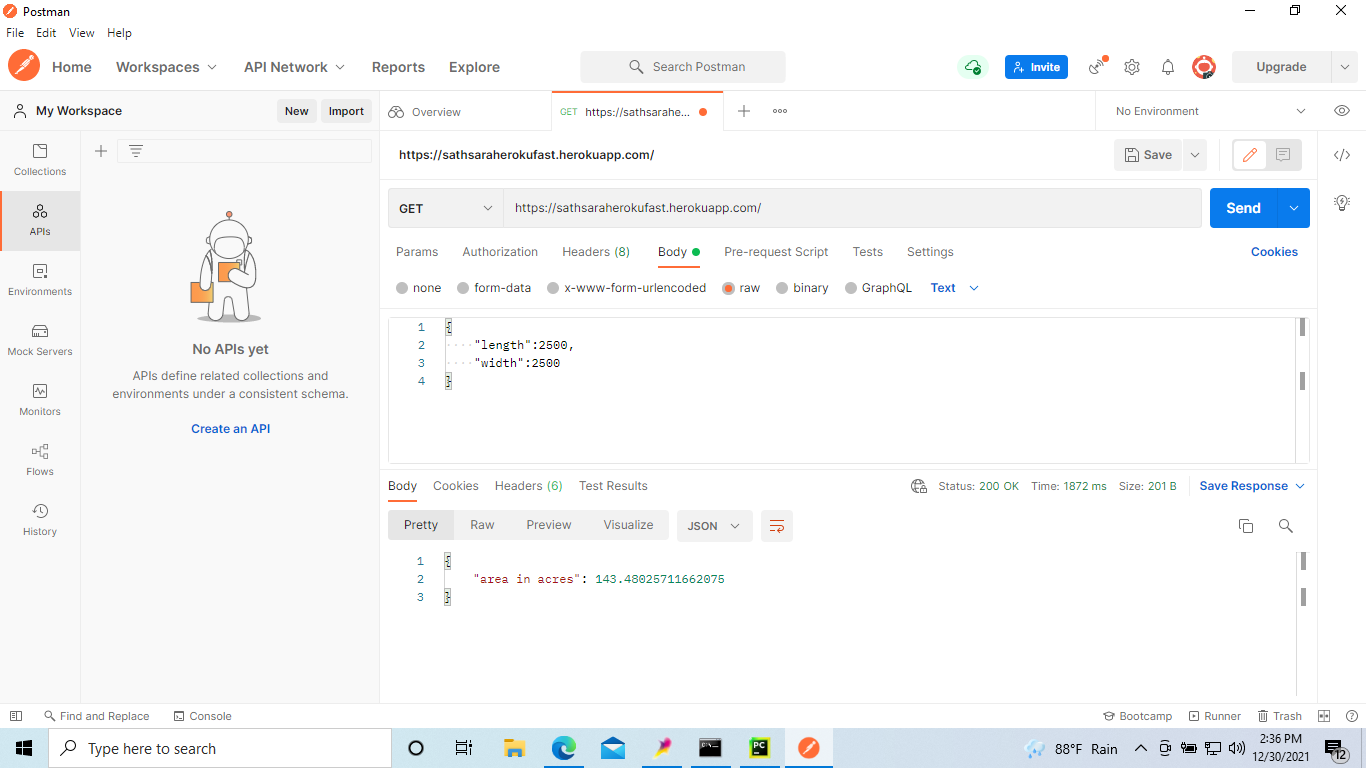 Postman
File Edit View Help
Home Workspaces API Network Reports Explore Search Postman Invite Upgrade
My Workspace New Import Overview GET https://sathsarahe... No Environment
https://sathsaraherokufast.herokuapp.com/ Save
GET https://sathsaraherokufast.herokuapp.com/ Send
Params Authorization Headers (8) Body Pre-request Script Tests Settings Cookies
none form-data x-www-form-urlencoded raw binary GraphQL Text
1 {
2 "length":2500,
3 "width":2500
4 }
Collections
APIs
Environments
Mock Servers
Monitors
Flows
History
No APIs yet
APIs define related collections and
environments under a consistent schema.
Create an API
Body Cookies Headers (6) Test Results Status: 200 OK Time: 1872 ms Size: 201 B Save Response
Pretty Raw Preview Visualize JSON
1 {
2 "area in acres": 143.48025711662075
3 }
Find and Replace Console Bootcamp Runner Trash
Type here to search PC 88°F Rain 2:36 PM
12/30/2021 12